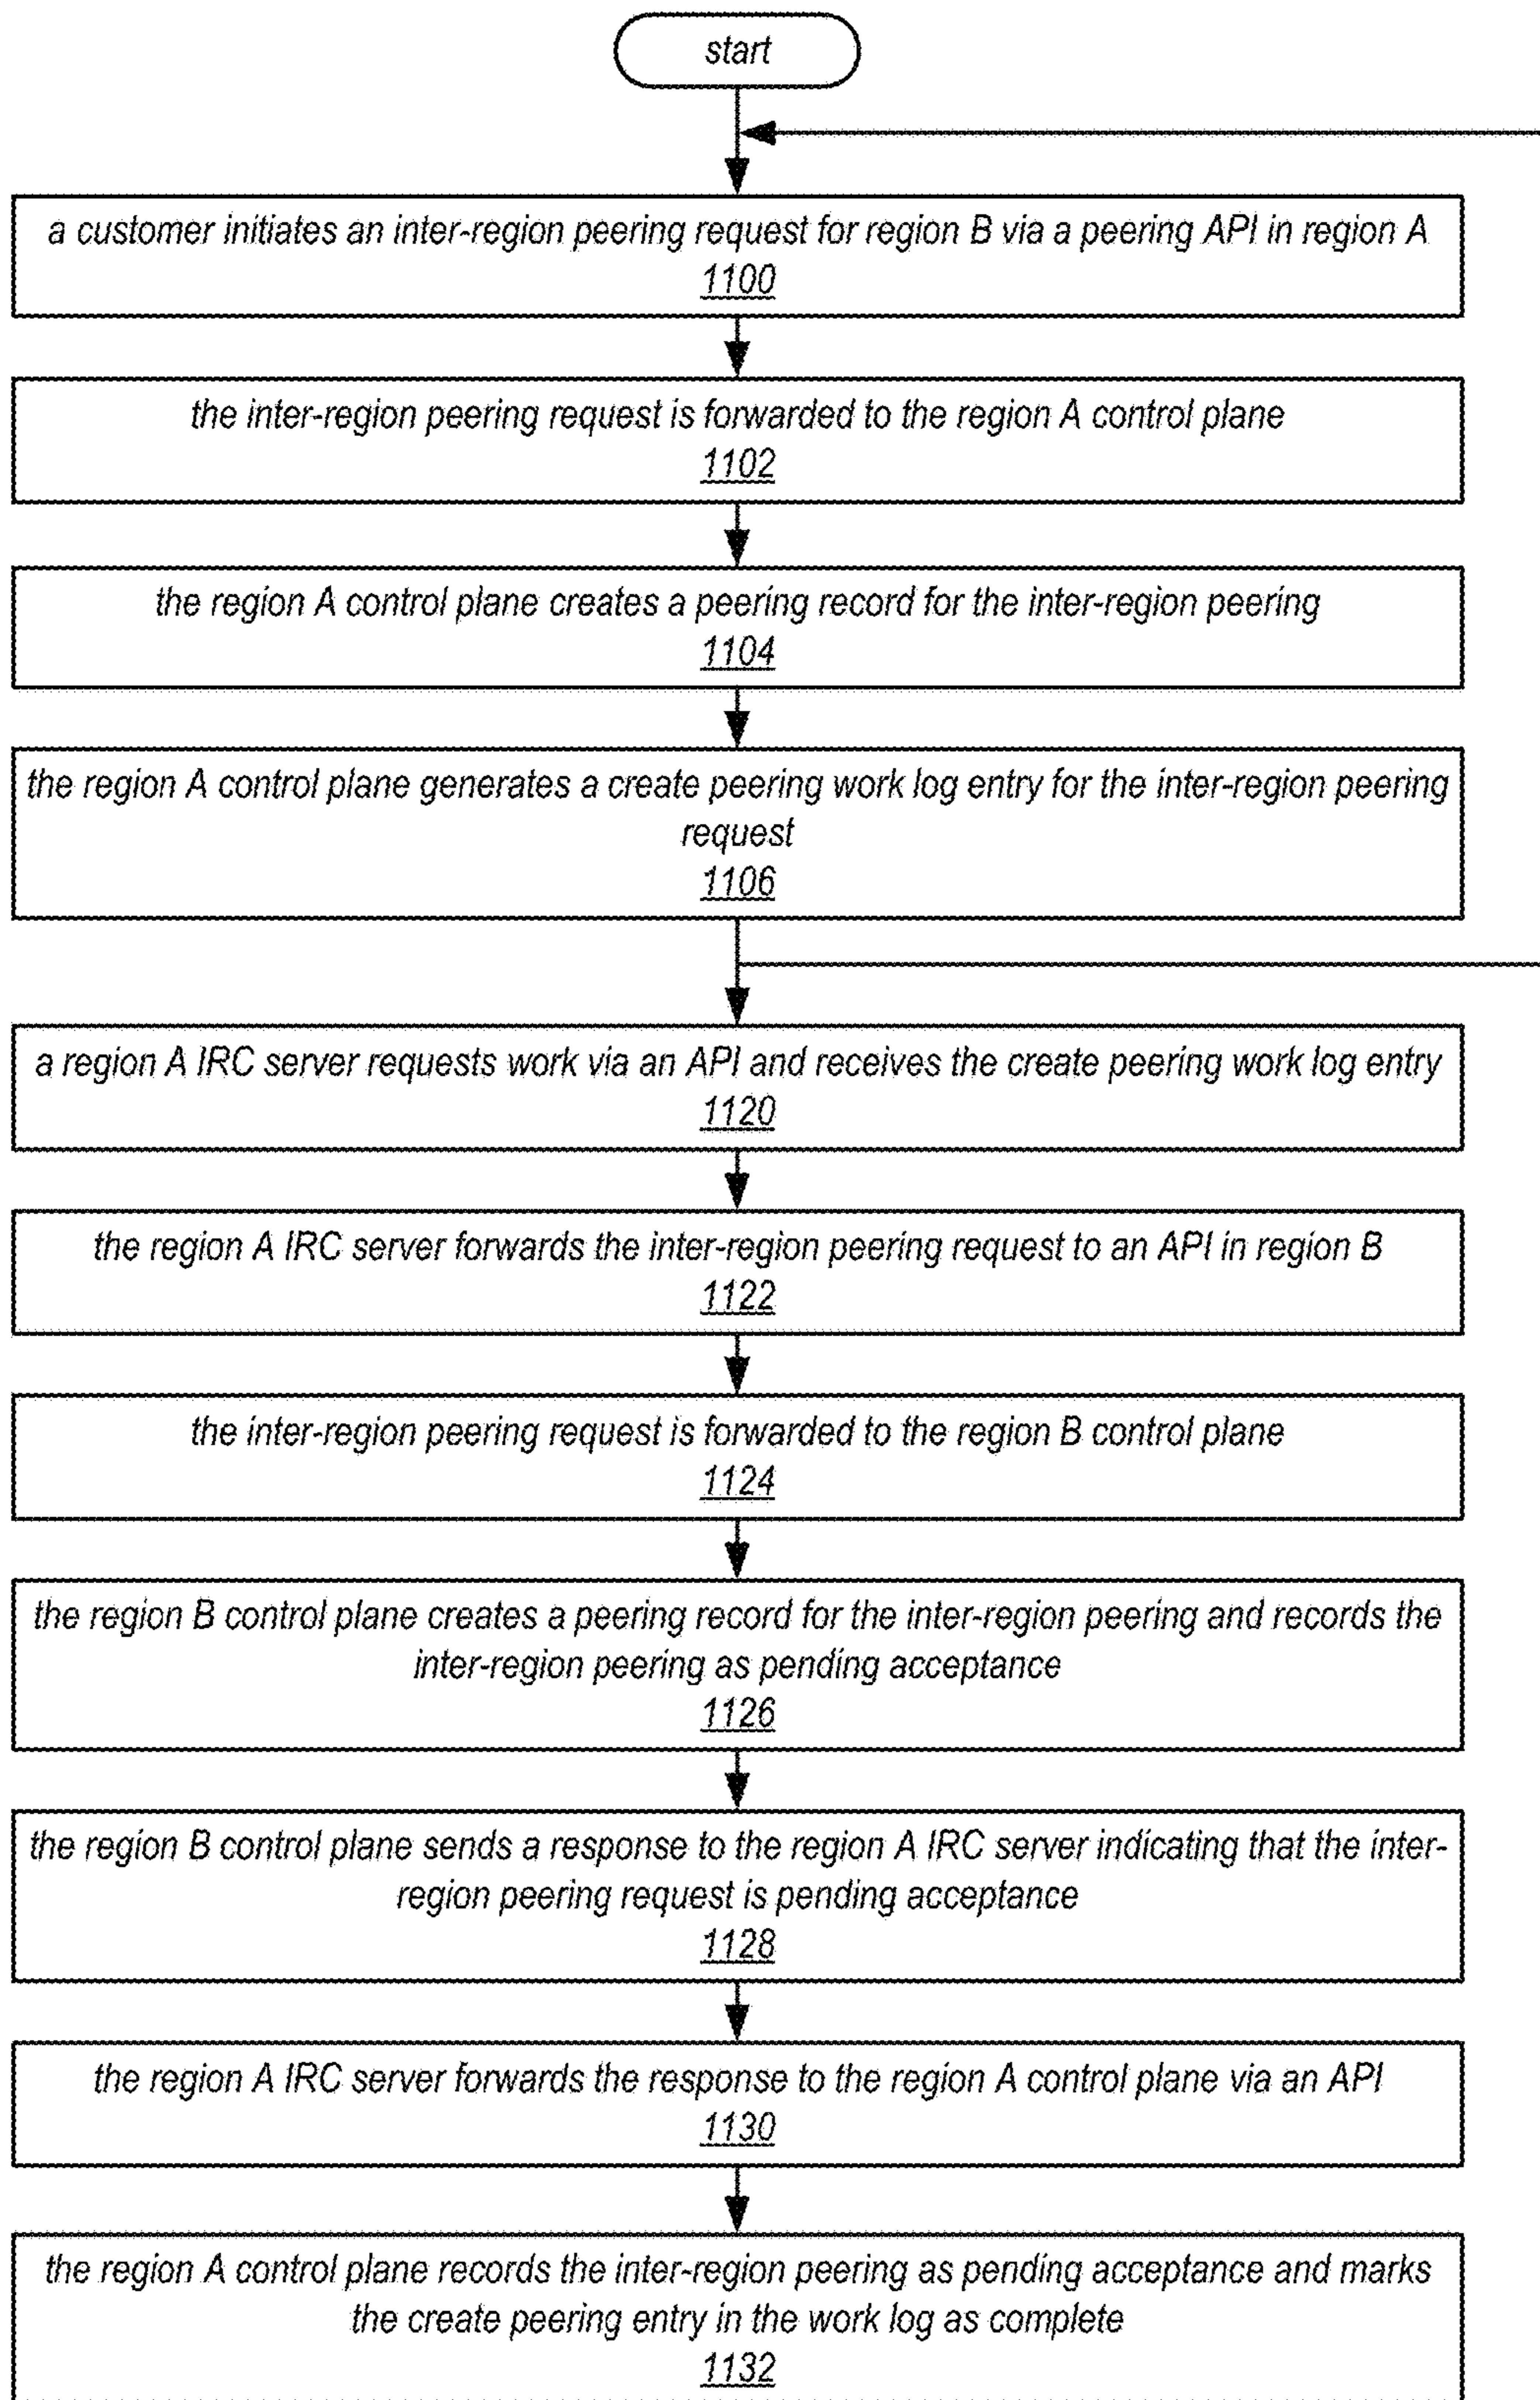 start
a customer initiates an inter-region peering request for region B via a peering API in region A
1100
the inter-region peering request is forwarded to the region A control plane
1102
the region A control plane creates a peering record for the inter-region peering
1104
the region A control plane generates a create peering work log entry for the inter-region peering
request
1106
a region A IRC server requests work via an API and receives the create peering work log entry
1120
the region A IRC server forwards the inter-region peering request to an API in region B
1122
the inter-region peering request is forwarded to the region B control plane
1124
the region B control plane creates a peering record for the inter-region peering and records the
inter-region peering as pending acceptance
1126
the region B control plane sends a response to the region A IRC server indicating that the inter-
region peering request is pending acceptance
1128
the region A IRC server forwards the response to the region A control plane via an API
1130
the region A control plane records the inter-region peering as pending acceptance and marks
the create peering entry in the work log as complete
1132